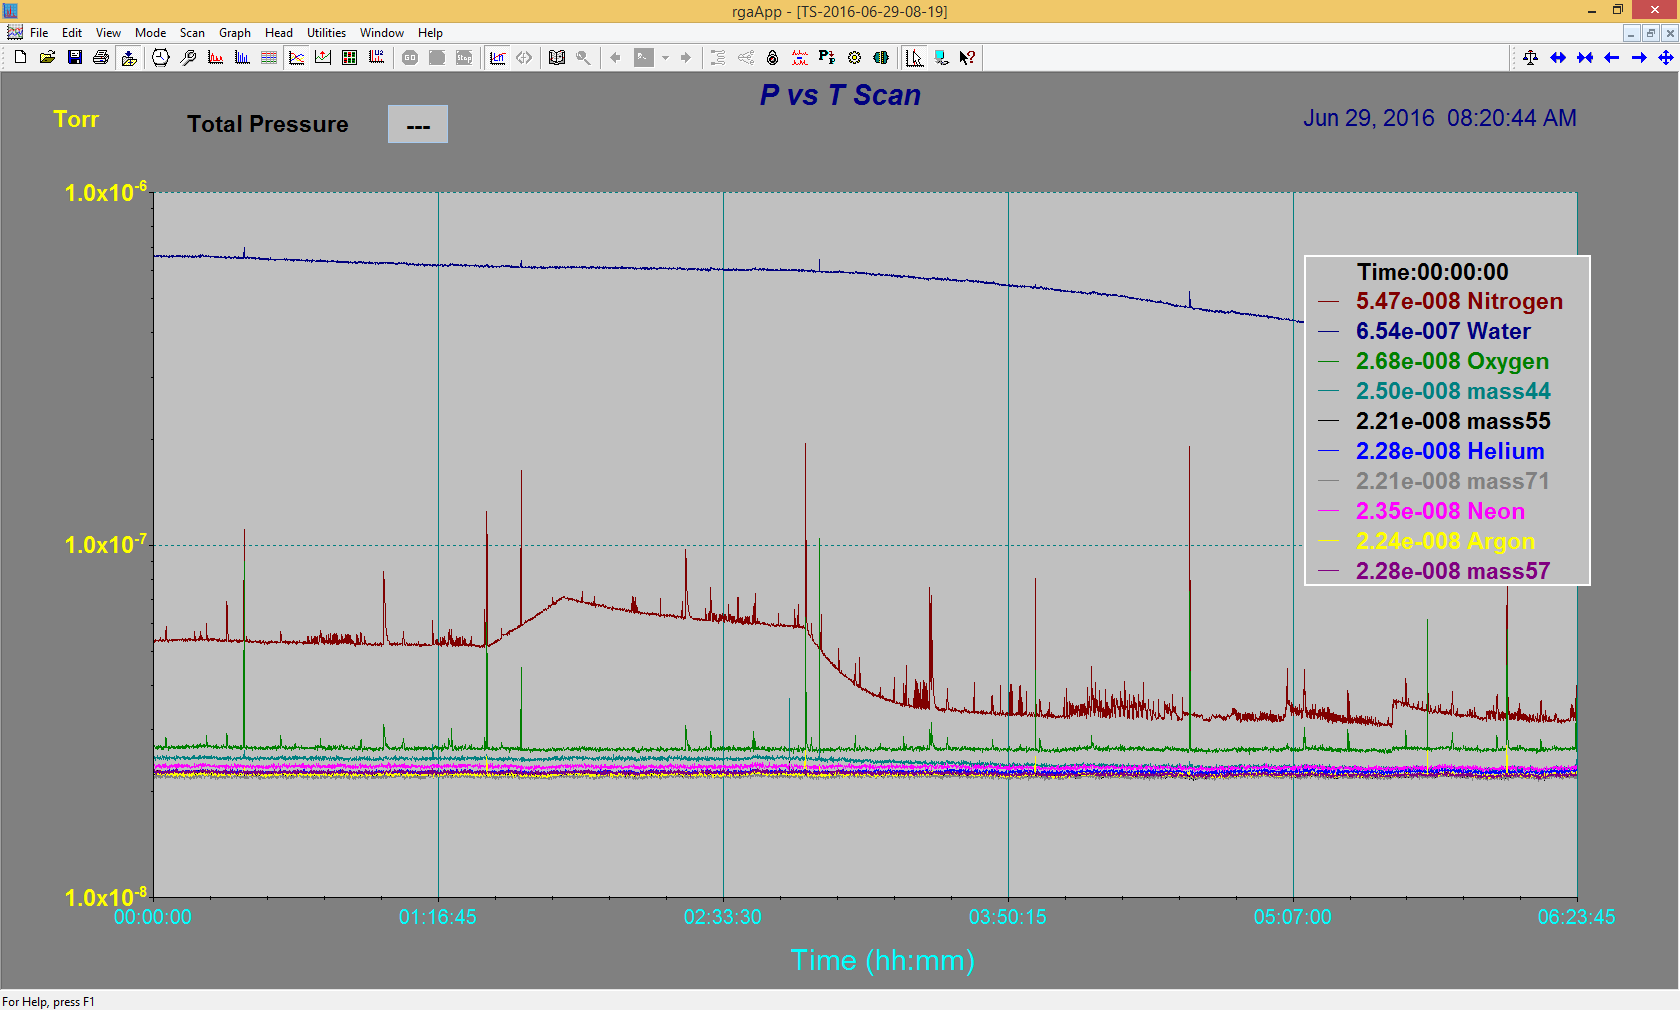 rgaApp - [TS-2016-06-29-08-19]
File Edit View Mode Scan Graph Head Utilities Window Help
GO Stop
P vs T Scan
Torr
Total Pressure ---
Jun 29, 2016 08:20:44 AM
1.0x10-6
1.0x10-7
1.0x10-8
Time:00:00:00
5.47e-008 Nitrogen
6.54e-007 Water
2.68e-008 Oxygen
2.50e-008 mass44
2.21e-008 mass55
2.28e-008 Helium
2.21e-008 mass71
2.35e-008 Neon
2.24e-008 Argon
2.28e-008 mass57
00:00:00 01:16:45 02:33:30 03:50:15 05:07:00 06:23:45
Time (hh:mm)
For Help, press F1